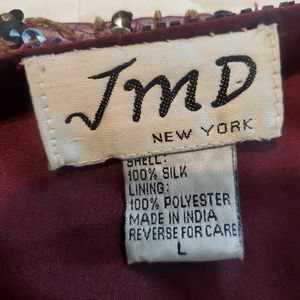 JMD
NEW YORK
SHELL:
100% SILK
LINING:
100% POLYESTER
MADE IN INDIA
REVERSE FOR CARE
L